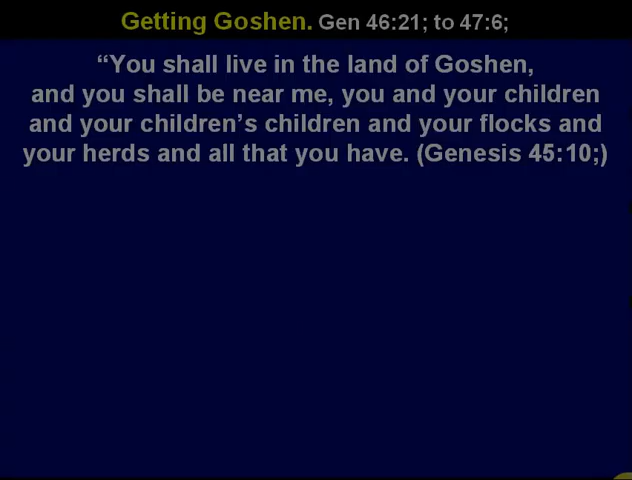 Getting Goshen. Gen 46:21; to 47:6;
“You shall live in the land of Goshen,
and you shall be near me, you and your children
and your children’s children and your flocks and
your herds and all that you have. (Genesis 45:10;)